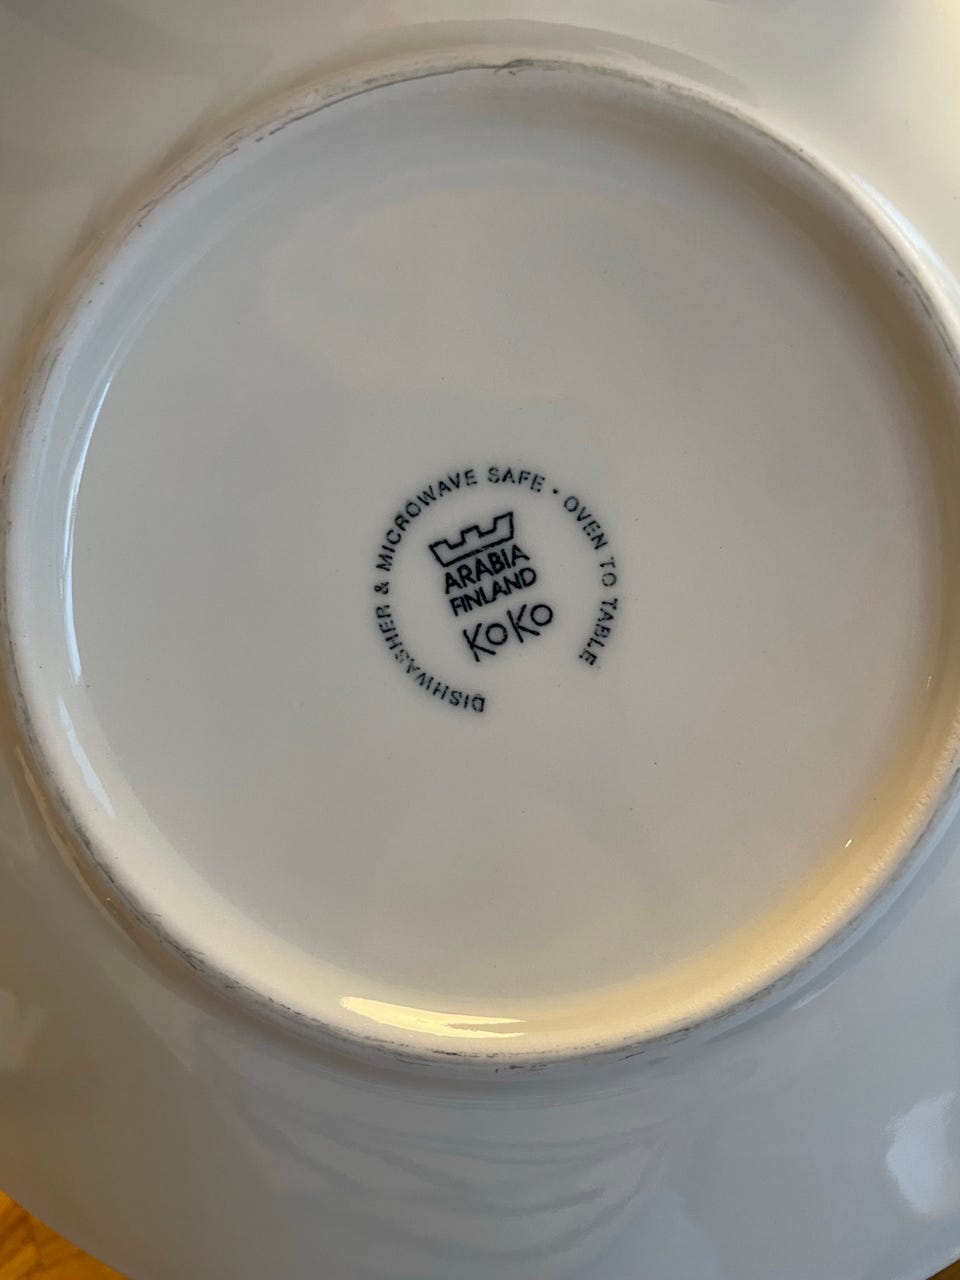 DISHWASHER & MICROWAVE SAFE • OVEN TO TABLE
ARABIA
FINLAND
KOKO